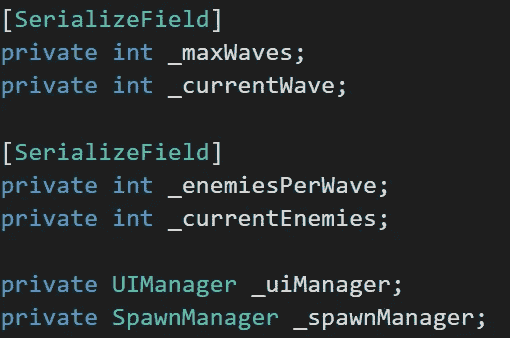 [SerializeField]
private int _maxWaves;
private int _currentWave;
[SerializeField]
private int _enemiesPerWave;
private int _currentEnemies;
private UIManager _uiManager;
private SpawnManager _spawnManager;